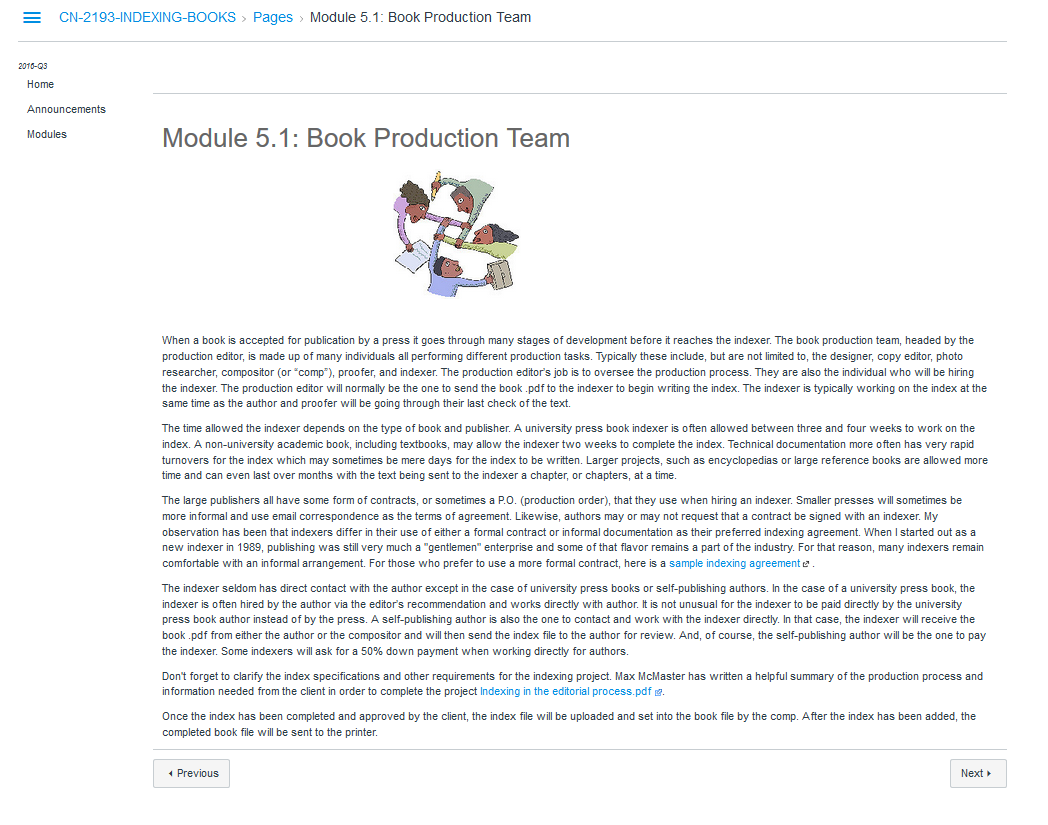 CN-2193-INDEXING-BOOKS › Pages › Module 5.1: Book Production Team
2016-Q3
Home
Announcements
Modules
Module 5.1: Book Production Team
When a book is accepted for publication by a press it goes through many stages of development before it reaches the indexer. The book production team, headed by the
production editor, is made up of many individuals all performing different production tasks. Typically these include, but are not limited to, the designer, copy editor, photo
researcher, compositor (or “comp”), proofer, and indexer. The production editor's job is to oversee the production process. They are also the individual who will be hiring
the indexer. The production editor will normally be the one to send the book .pdf to the indexer to begin writing the index. The indexer is typically working on the index at the
same time as the author and proofer will be going through their last check of the text.
The time allowed the indexer depends on the type of book and publisher. A university press book indexer is often allowed between three and four weeks to work on the
index. A non-university academic book, including textbooks, may allow the indexer two weeks to complete the index. Technical documentation more often has very rapid
turnovers for the index which may sometimes be mere days for the index to be written. Larger projects, such as encyclopedias or large reference books are allowed more
time and can even last over months with the text being sent to the indexer a chapter, or chapters, at a time.
The large publishers all have some form of contracts, or sometimes a P.O. (production order), that they use when hiring an indexer. Smaller presses will sometimes be
more informal and use email correspondence as the terms of agreement. Likewise, authors may or may not request that a contract be signed with an indexer. My
observation has been that indexers differ in their use of either a formal contract or informal documentation as their preferred indexing agreement. When I started out as a
new indexer in 1989, publishing was still very much a "gentlemen" enterprise and some of that flavor remains a part of the industry. For that reason, many indexers remain
comfortable with an informal arrangement. For those who prefer to use a more formal contract, here is a sample indexing agreement .
The indexer seldom has direct contact with the author except in the case of university press books or self-publishing authors. In the case of a university press book, the
indexer is often hired by the author via the editor's recommendation and works directly with author. It is not unusual for the indexer to be paid directly by the university
press book author instead of by the press. A self-publishing author is also the one to contact and work with the indexer directly. In that case, the indexer will receive the
book .pdf from either the author or the compositor and will then send the index file to the author for review. And, of course, the self-publishing author will be the one to pay
the indexer. Some indexers will ask for a 50% down payment when working directly for authors.
Don't forget to clarify the index specifications and other requirements for the indexing project. Max McMaster has written a helpful summary of the production process and
information needed from the client in order to complete the project Indexing in the editorial process.pdf .
Once the index has been completed and approved by the client, the index file will be uploaded and set into the book file by the comp. After the index has been added, the
completed book file will be sent to the printer.
Previous
Next